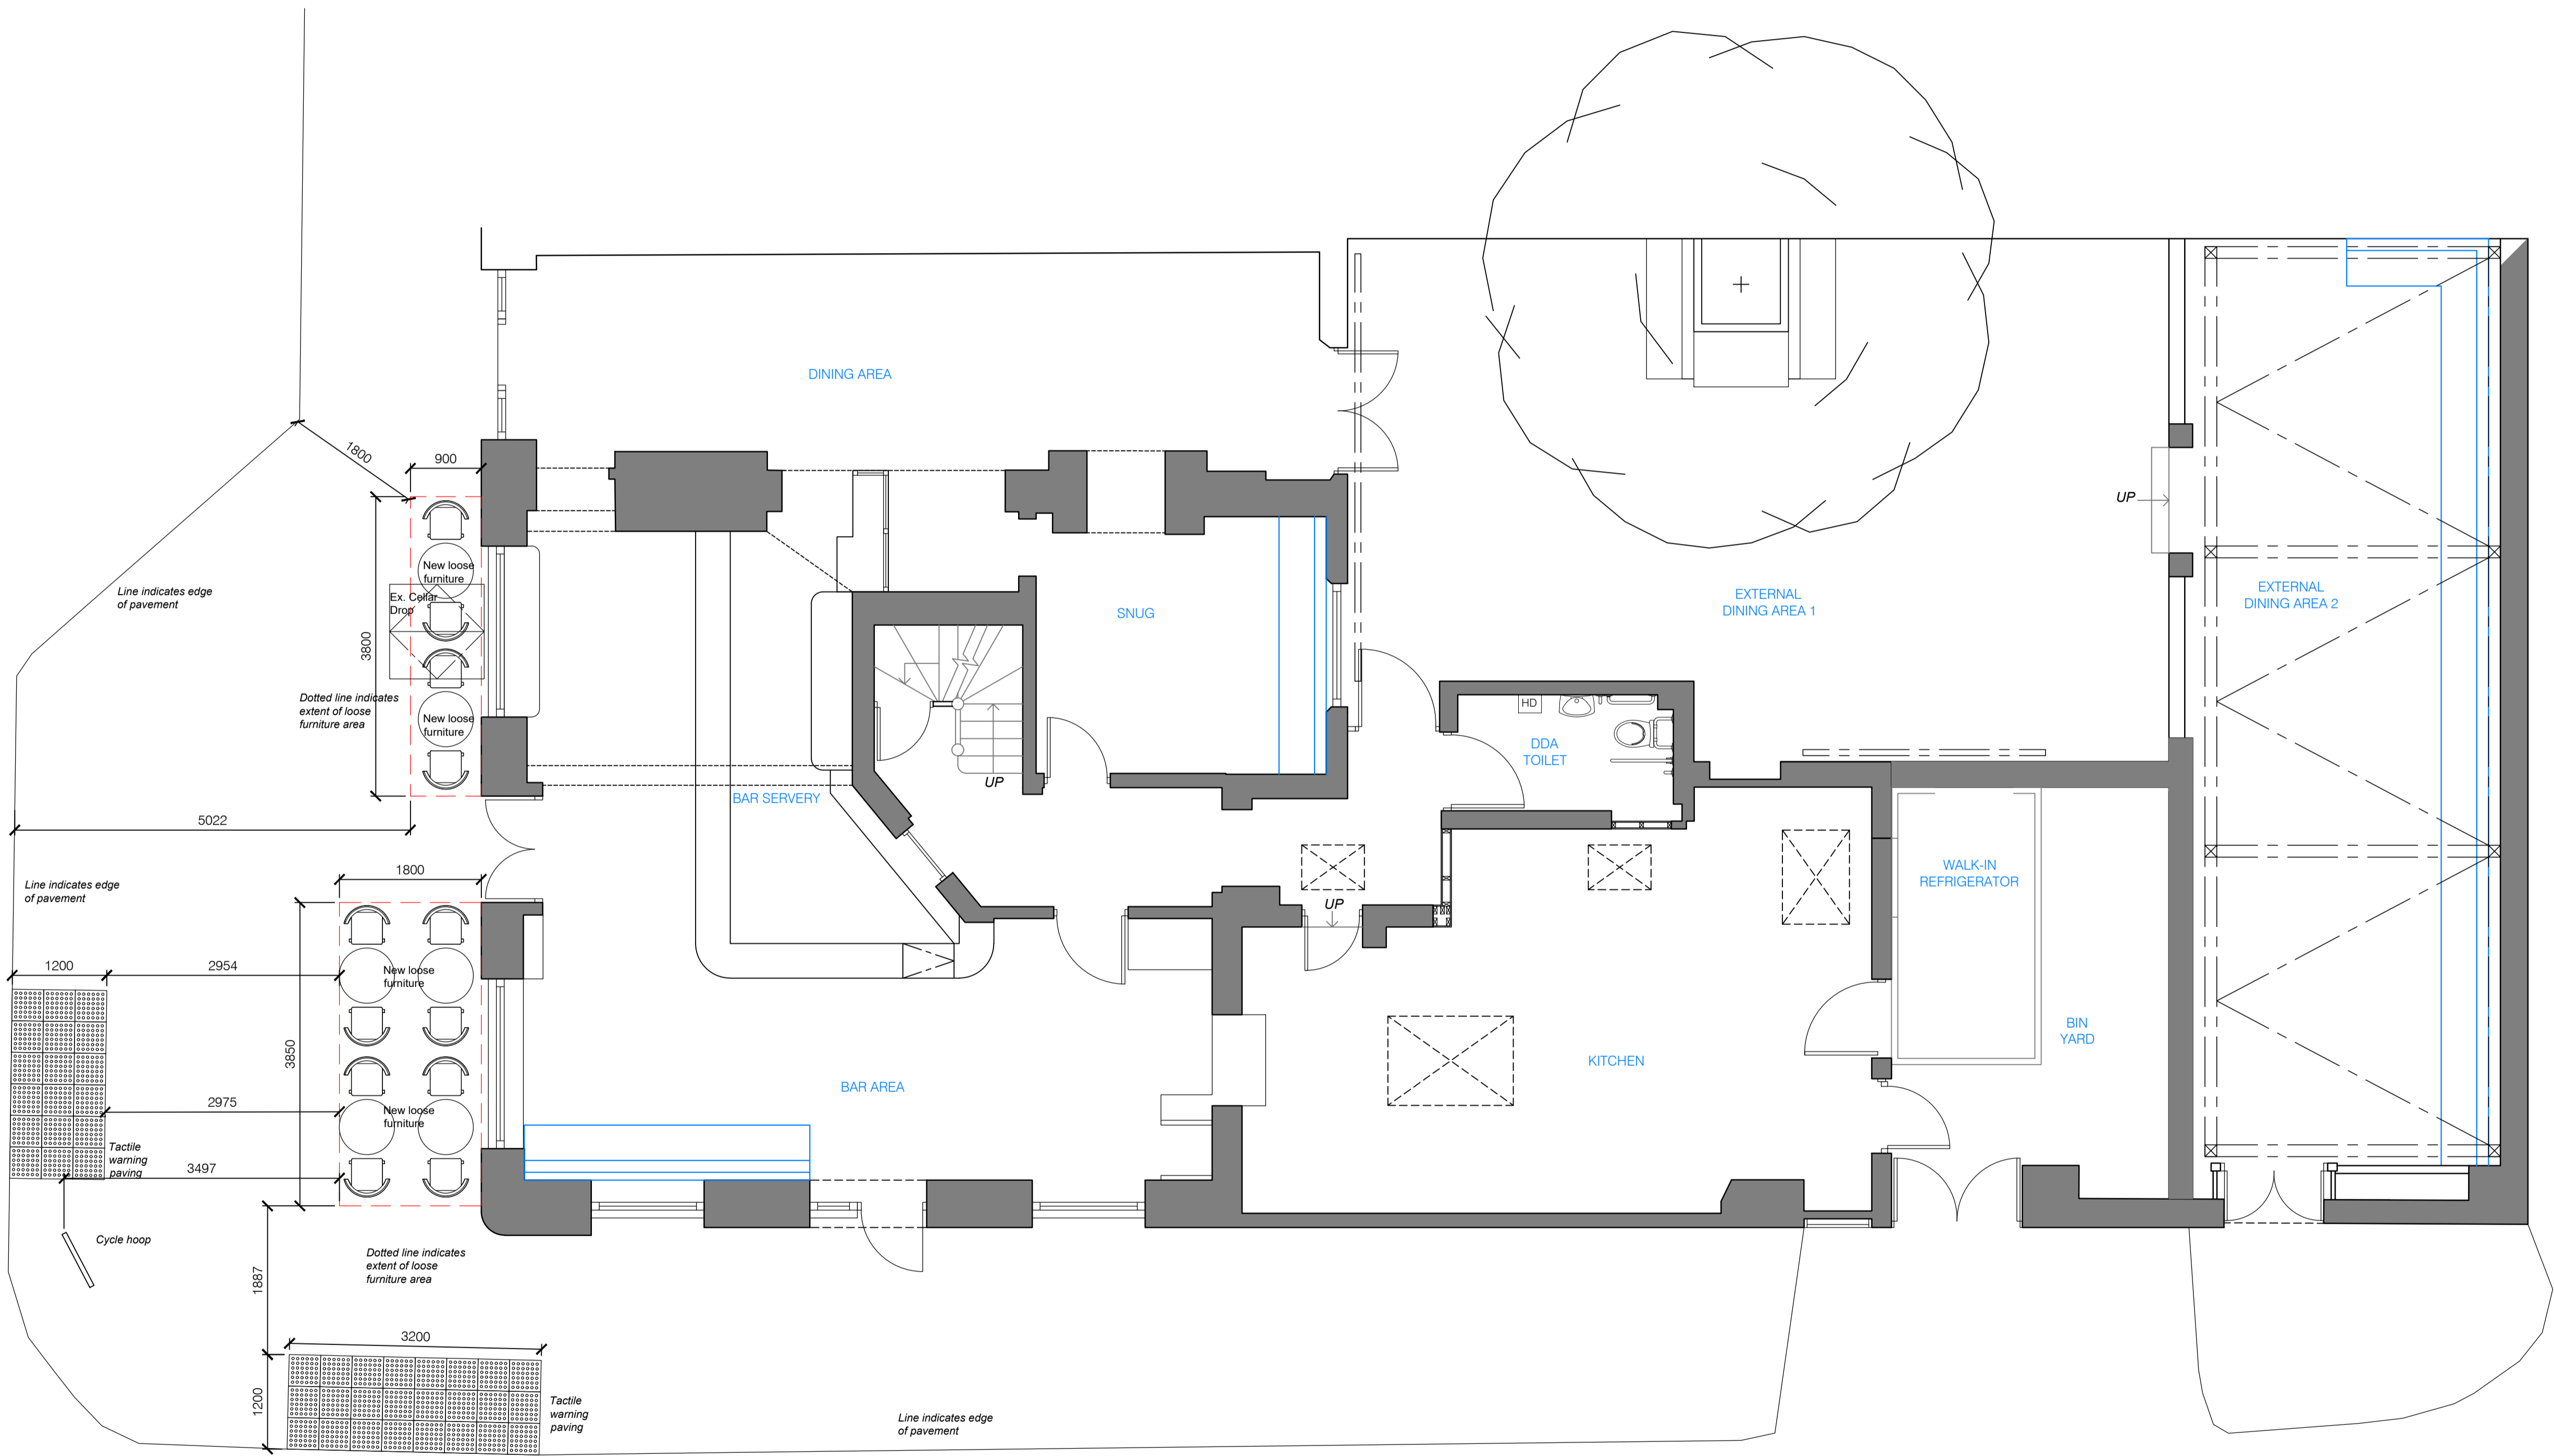 DINING AREA
1800
900
New loose
furniture
Ex. Cellar
Drop
Line indicates edge
of pavement
3800
Dotted line indicates
extent of loose
furniture area
New loose
furniture
5022
SNUG
UP
BAR SERVERY
EXTERNAL
DINING AREA 1
UP
EXTERNAL
DINING AREA 2
HD
DDA
TOILET
Line indicates edge
of pavement
1800
UP
WALK-IN
REFRIGERATOR
1200
2954
New loose
furniture
3850
2975
New loose
furniture
Tactile
warning
paving
3497
BAR AREA
KITCHEN
BIN
YARD
Cycle hoop
Dotted line indicates
extent of loose
furniture area
1887
3200
1200
Tactile
warning
paving
Line indicates edge
of pavement